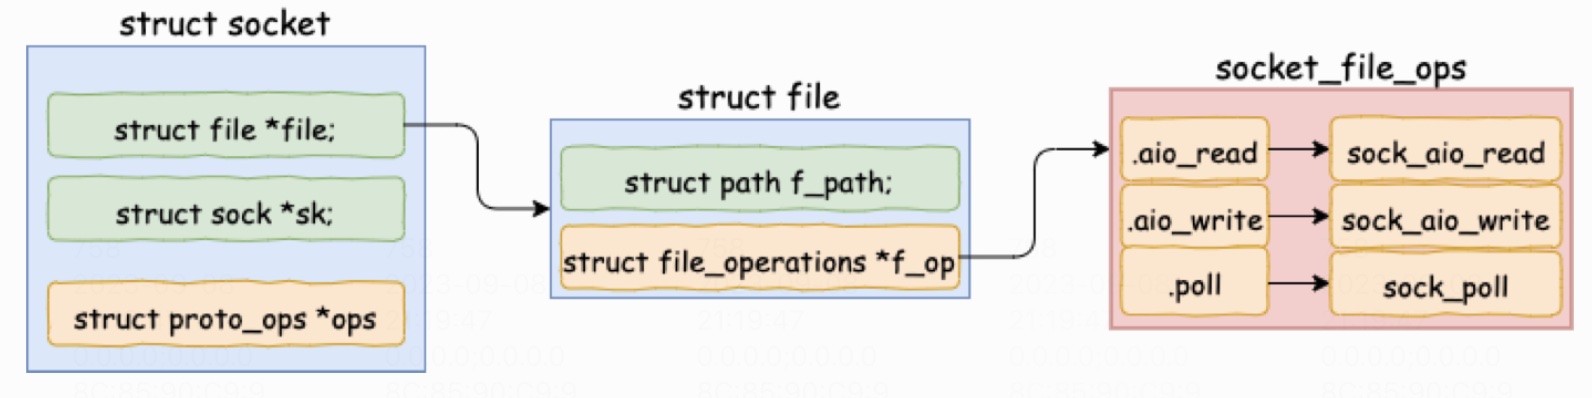 struct socket
struct file *file;
struct sock *sk;
struct proto_ops *ops
struct file
struct path f_path;
struct file_operations *f_op
socket_file_ops
.aio_read
sock_aio_read
.aio_write
sock_aio_write
.poll
sock_poll